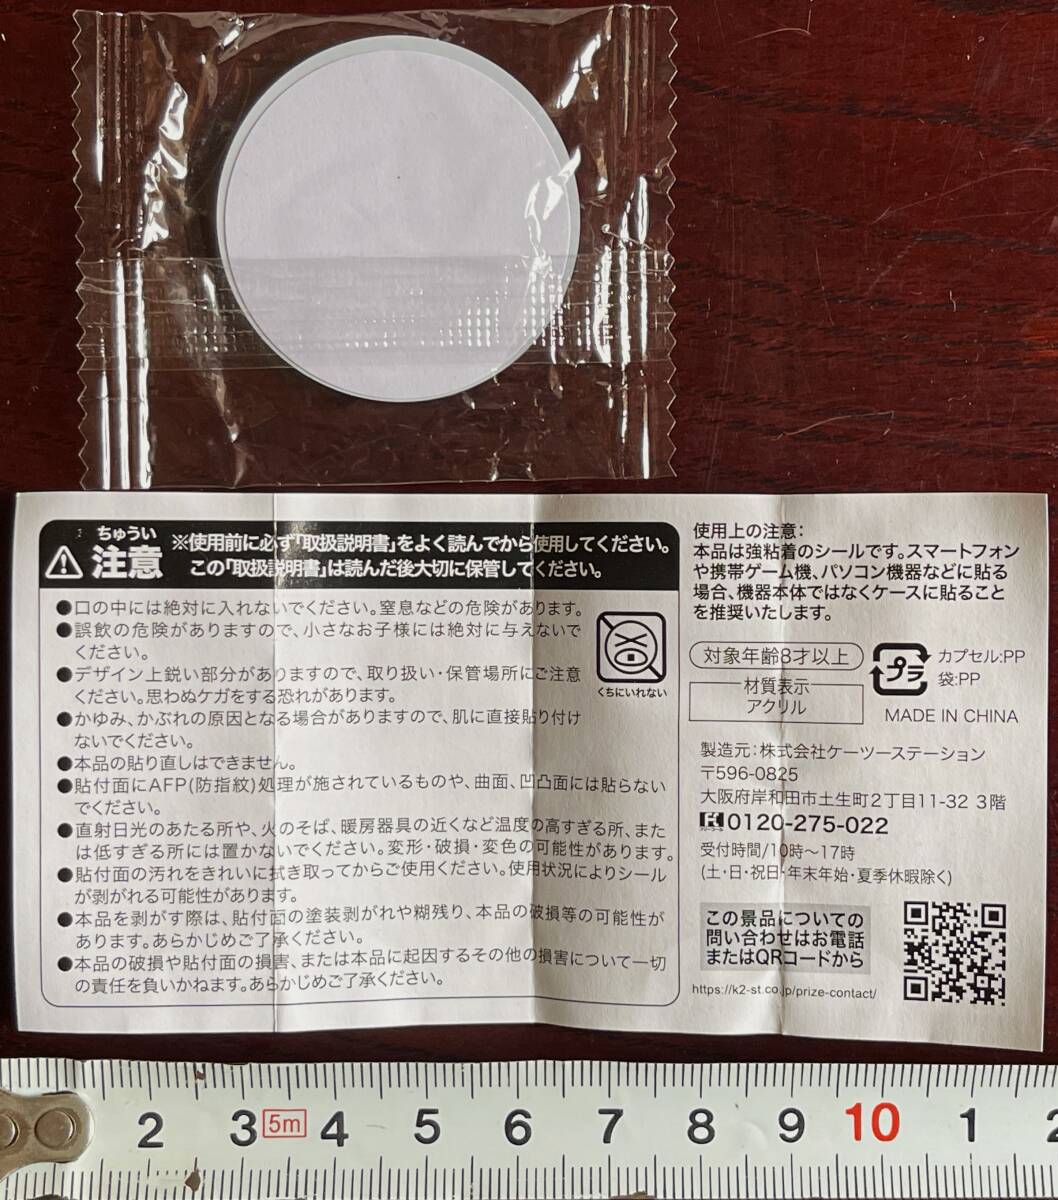 ちゅうい
注意
※使用前に必ず「取扱説明書」をよく読んでから使用してください。
この「取扱説明書」は読んだ後大切に保管してください。
●口の中には絶対に入れないでください。窒息などの危険があります。
●誤飲の危険がありますので、小さなお子様には絶対に与えないで
ください。
●デザイン上鋭い部分がありますので、取り扱い・保管場所にご注意
ください。思わぬケガをする恐れがあります。
●かゆみ、かぶれの原因となる場合がありますので、肌に直接貼り付け
ないでください。
●本品の貼り直しはできません。
●貼付面にAFP(防指紋)処理が施されているものや、曲面、凹凸面には貼らない
でください。
●直射日光のあたる所や、火のそば、暖房器具の近くなど温度の高すぎる所、また
は低すぎる所には置かないでください。変形・破損・変色の可能性があります。
●貼付面の汚れをきれいに拭き取ってからご使用ください。使用状況によりシール
が剥がれる可能性があります。
●本品を剥がす際は、貼付面の塗装剥がれや糊残り、本品の破損等の可能性が
あります。あらかじめご了承ください。
●本品の破損や貼付面の損害、または本品に起因するその他の損害について一切
の責任を負いかねます。あらかじめご了承ください。
くちにいれない
使用上の注意:
本品は強粘着のシールです。スマートフォン
や携帯ゲーム機、パソコン機器などに貼る
場合、機器本体ではなくケースに貼ること
を推奨いたします。
対象年齢8才以上
材質表示
アクリル
プラ
カプセル:PP
袋:PP
MADE IN CHINA
製造元:株式会社ケーツーステーション
〒596-0825
大阪府岸和田市土生町2丁目11-32 3階
0120-275-022
受付時間/10時〜17時
(土・日・祝日・年末年始・夏季休暇除く)
この景品についての
問い合わせはお電話
またはQRコードから
https://k2-st.co.jp/prize-contact/
2 3 5m 4 5 6 7 8 9 10 1 2